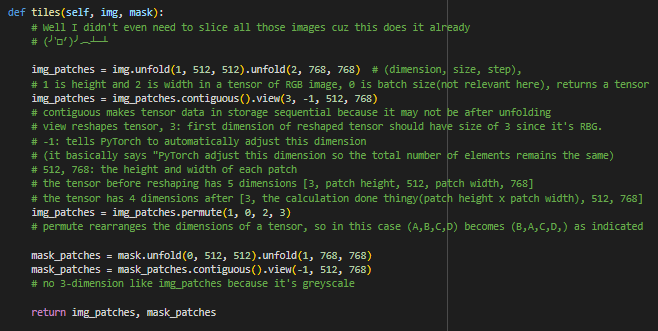 def tiles(self, img, mask):
# Well I didn't even need to slice all those images cuz this does it already
# (╯'□')╯︵┻━┻
img_patches = img.unfold(1, 512, 512).unfold(2, 768, 768)  # (dimension, size, step),
# 1 is height and 2 is width in a tensor of RGB image, 0 is batch size(not relevant here), returns a tensor
img_patches = img_patches.contiguous().view(3, -1, 512, 768)
# contiguous makes tensor data in storage sequential because it may not be after unfolding
# view reshapes tensor, 3: first dimension of reshaped tensor should have size of 3 since it's RBG.
# -1: tells PyTorch to automatically adjust this dimension
# (it basically says "PyTorch adjust this dimension so the total number of elements remains the same)
# 512, 768: the height and width of each patch
# the tensor before reshaping has 5 dimensions [3, patch height, 512, patch width, 768]
# the tensor has 4 dimensions after [3, the calculation done thingy(patch height x patch width), 512, 768]
img_patches = img_patches.permute(1, 0, 2, 3)
# permute rearranges the dimensions of a tensor, so in this case (A,B,C,D) becomes (B,A,C,D,) as indicated
mask_patches = mask.unfold(0, 512, 512).unfold(1, 768, 768)
mask_patches = mask_patches.contiguous().view(-1, 512, 768)
# no 3-dimension like img_patches because it's greyscale
return img_patches, mask_patches